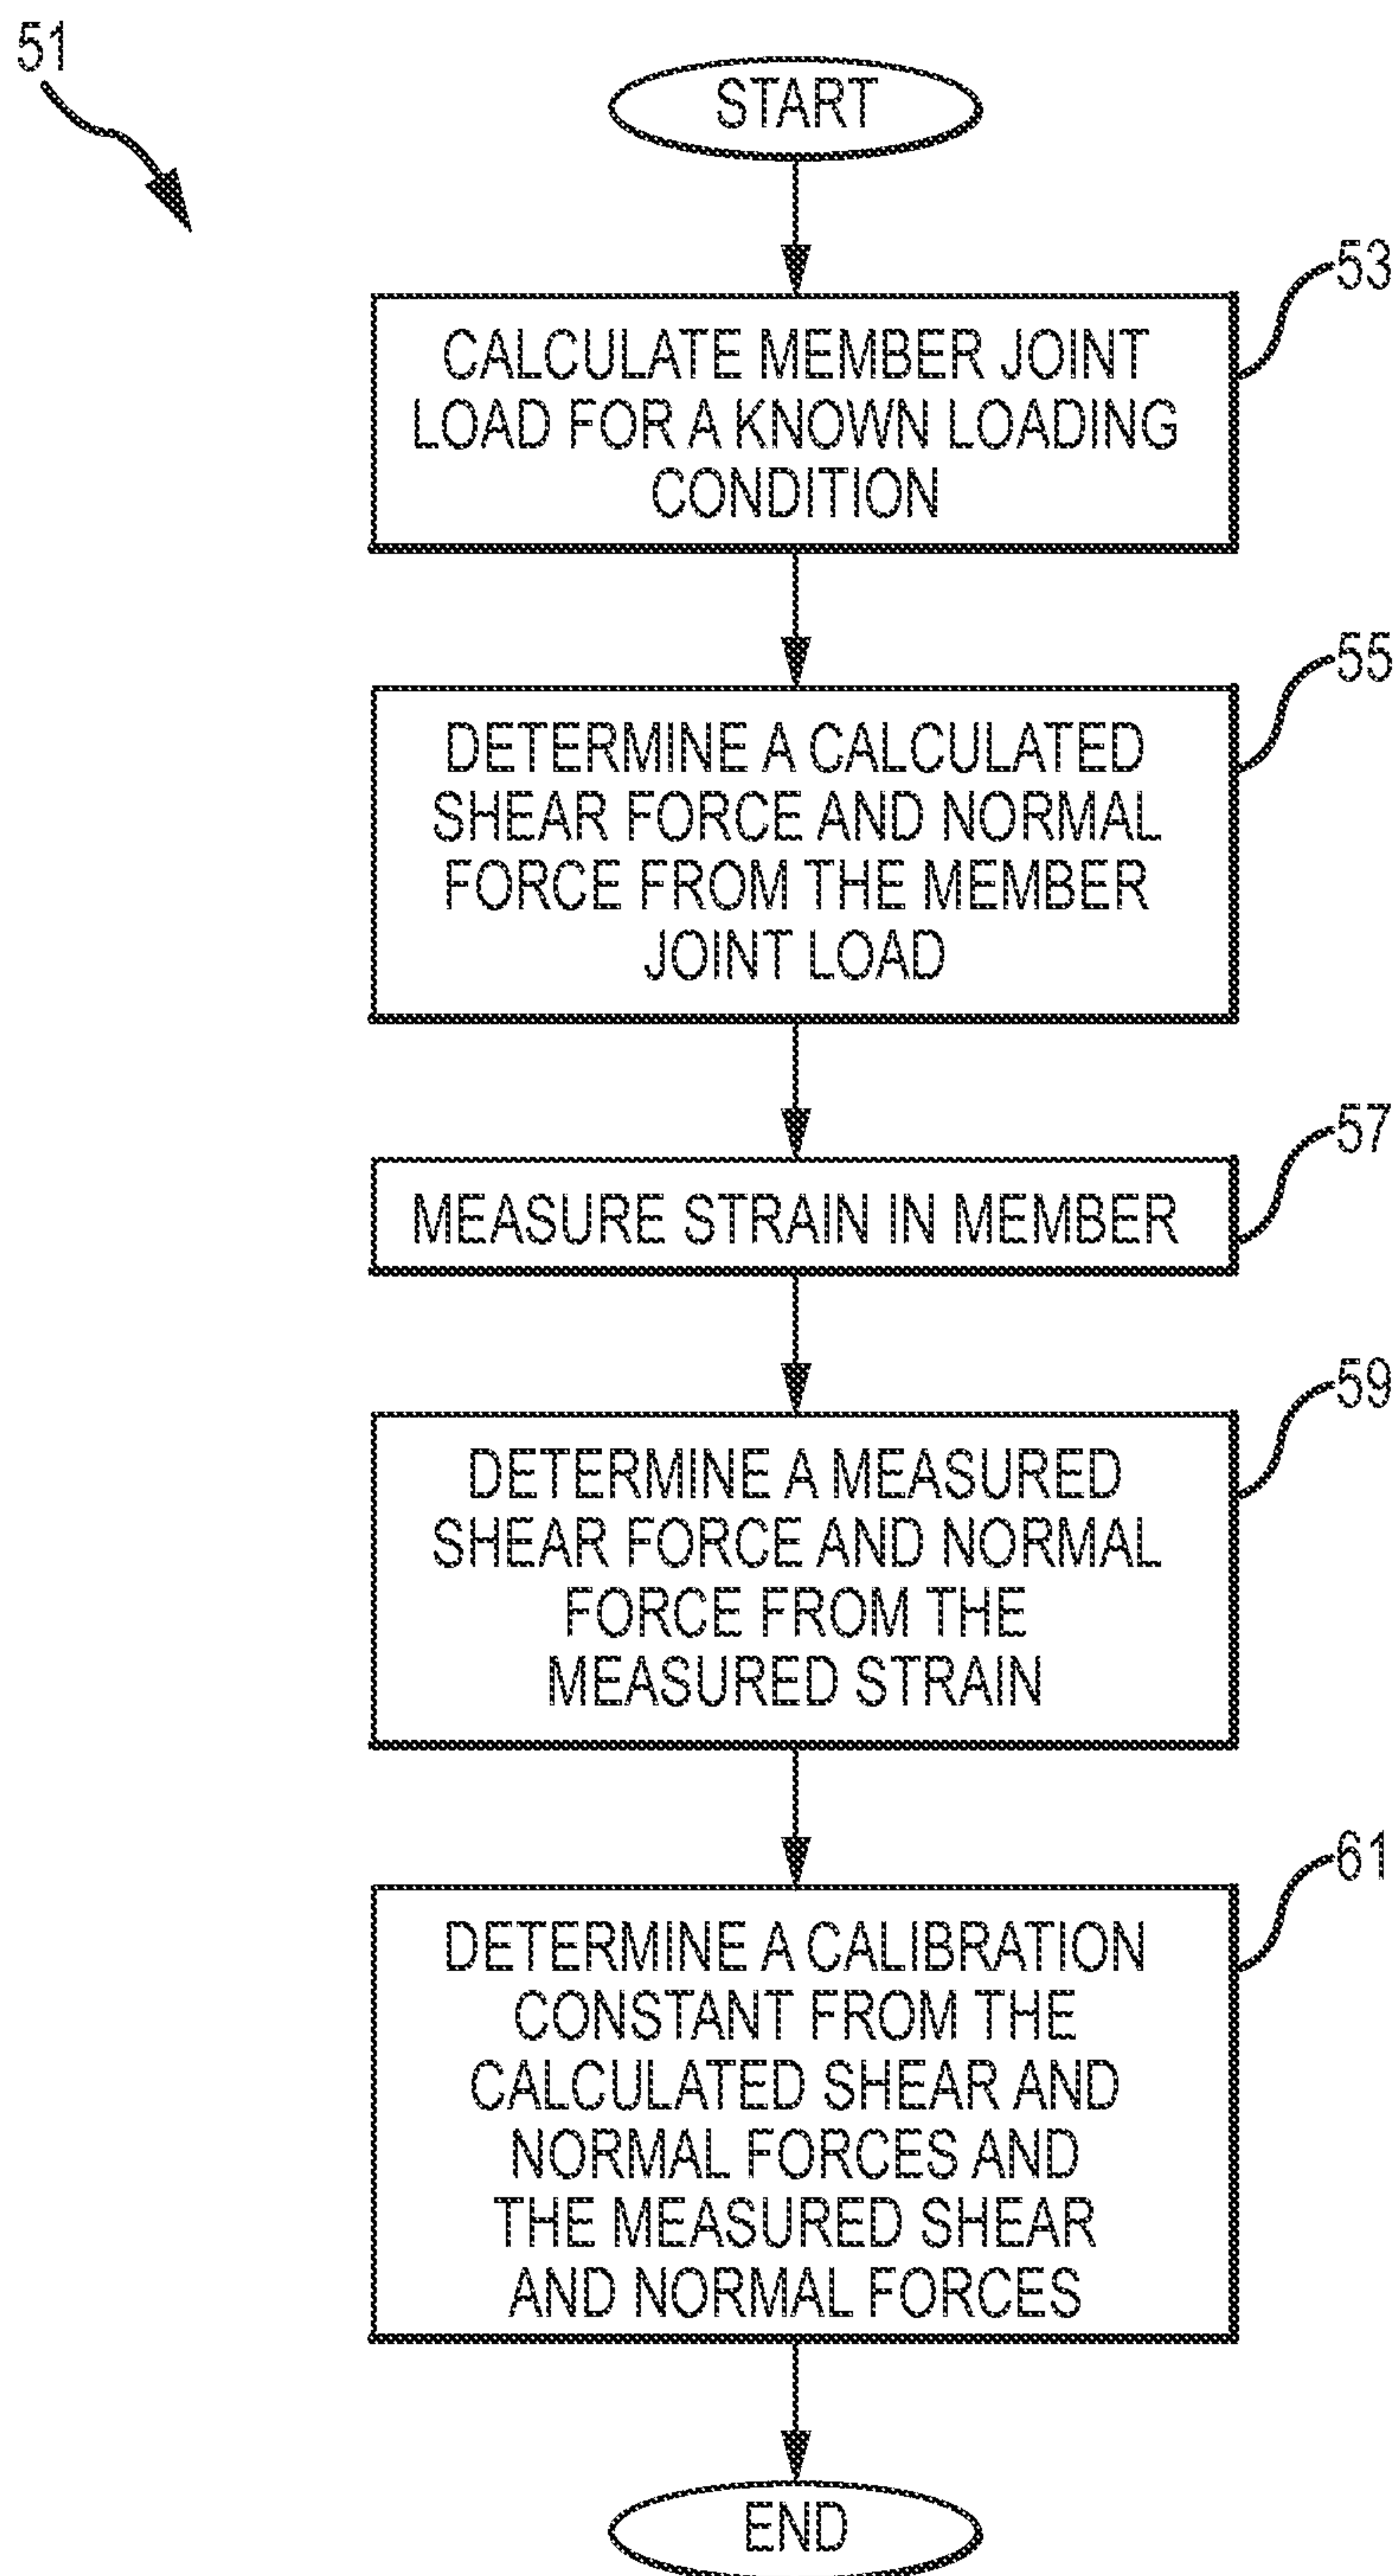 51
START
53
CALCULATE MEMBER JOINT
LOAD FOR A KNOWN LOADING
CONDITION
55
DETERMINE A CALCULATED
SHEAR FORCE AND NORMAL
FORCE FROM THE MEMBER
JOINT LOAD
57
MEASURE STRAIN IN MEMBER
59
DETERMINE A MEASURED
SHEAR FORCE AND NORMAL
FORCE FROM THE
MEASURED STRAIN
61
DETERMINE A CALIBRATION
CONSTANT FROM THE
CALCULATED SHEAR AND
NORMAL FORCES AND
THE MEASURED SHEAR
AND NORMAL FORCES
END